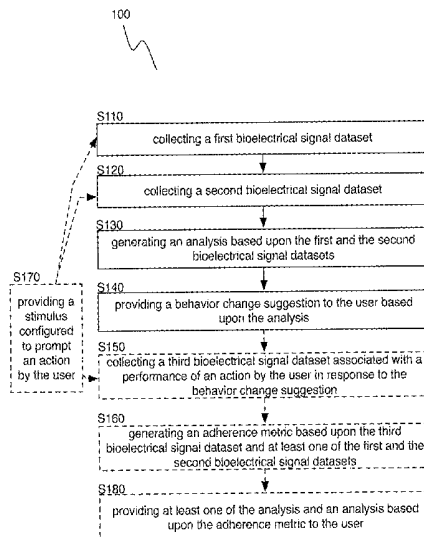 100
S110
collecting a first bioelectrical signal dataset
S120
collecting a second bioelectrical signal dataset
S130
generating an analysis based upon the first and the second
bioelectrical signal datasets
S170
providing a
stimulus
configured
to prompt
an action
by the user
S140
providing a behavior change suggestion to the user based
upon the analysis
S150
collecting a third bioelectrical signal dataset associated with a
performance of an action by the user in response to the
behavior change suggestion
S160
generating an adherence metric based upon the third
bioelectrical signal dataset and at least one of the first and the
second bioelectrical signal datasets
S180
providing at least one of the analysis and an analysis based
upon the adherence metric to the user